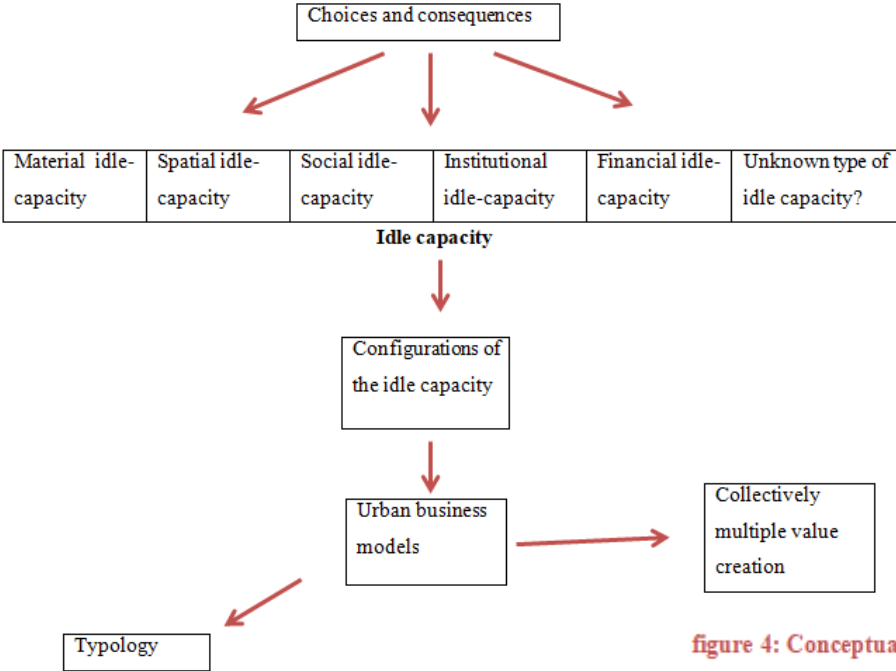 Choices and consequences
Material idle-
capacity
Spatial idle-
capacity
Social idle-
capacity
Institutional
idle-capacity
Financial idle-
capacity
Unknown type of
idle capacity?
Idle capacity
Configurations of
the idle capacity
Urban business
models
Collectively
multiple value
creation
Typology
figure 4: Conceptua